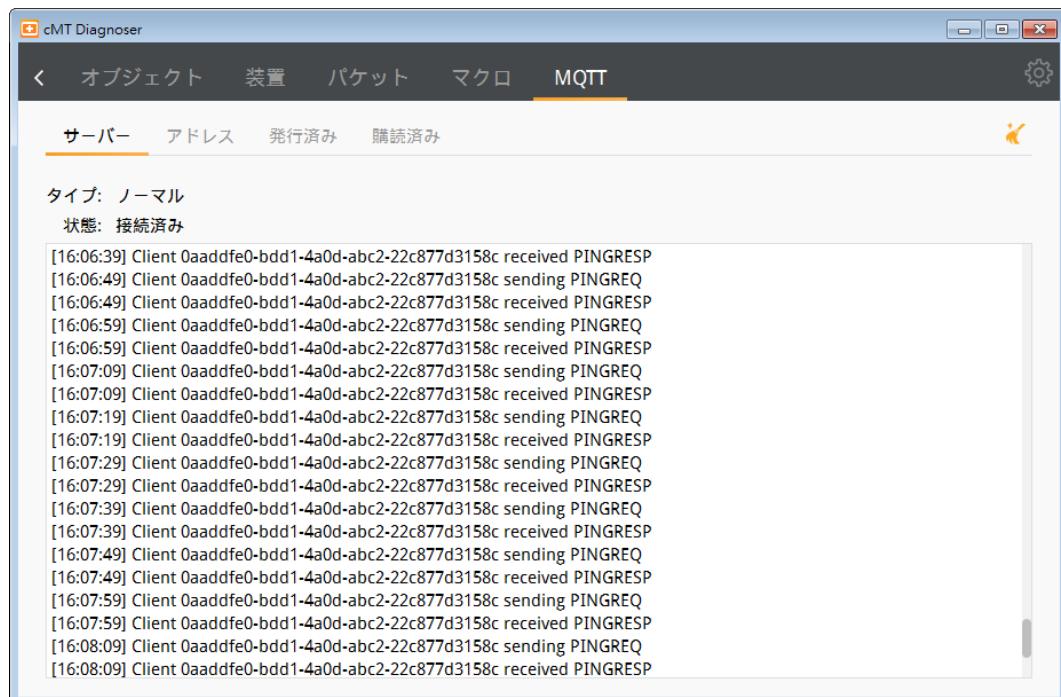 cMT Diagnoser
オブジェクト 装置 パケット マクロ MQTT
サーバー アドレス 発行済み 購読済み
タイプ: ノーマル
状態: 接続済み
[16:06:39] Client 0aaddfe0-bdd1-4a0d-abc2-22c877d3158c received PINGRESP
[16:06:49] Client 0aaddfe0-bdd1-4a0d-abc2-22c877d3158c sending PINGREQ
[16:06:49] Client 0aaddfe0-bdd1-4a0d-abc2-22c877d3158c received PINGRESP
[16:06:59] Client 0aaddfe0-bdd1-4a0d-abc2-22c877d3158c sending PINGREQ
[16:06:59] Client 0aaddfe0-bdd1-4a0d-abc2-22c877d3158c received PINGRESP
[16:07:09] Client 0aaddfe0-bdd1-4a0d-abc2-22c877d3158c sending PINGREQ
[16:07:09] Client 0aaddfe0-bdd1-4a0d-abc2-22c877d3158c received PINGRESP
[16:07:19] Client 0aaddfe0-bdd1-4a0d-abc2-22c877d3158c sending PINGREQ
[16:07:19] Client 0aaddfe0-bdd1-4a0d-abc2-22c877d3158c received PINGRESP
[16:07:29] Client 0aaddfe0-bdd1-4a0d-abc2-22c877d3158c sending PINGREQ
[16:07:29] Client 0aaddfe0-bdd1-4a0d-abc2-22c877d3158c received PINGRESP
[16:07:39] Client 0aaddfe0-bdd1-4a0d-abc2-22c877d3158c sending PINGREQ
[16:07:39] Client 0aaddfe0-bdd1-4a0d-abc2-22c877d3158c received PINGRESP
[16:07:49] Client 0aaddfe0-bdd1-4a0d-abc2-22c877d3158c sending PINGREQ
[16:07:49] Client 0aaddfe0-bdd1-4a0d-abc2-22c877d3158c received PINGRESP
[16:07:59] Client 0aaddfe0-bdd1-4a0d-abc2-22c877d3158c sending PINGREQ
[16:07:59] Client 0aaddfe0-bdd1-4a0d-abc2-22c877d3158c received PINGRESP
[16:08:09] Client 0aaddfe0-bdd1-4a0d-abc2-22c877d3158c sending PINGREQ
[16:08:09] Client 0aaddfe0-bdd1-4a0d-abc2-22c877d3158c received PINGRESP